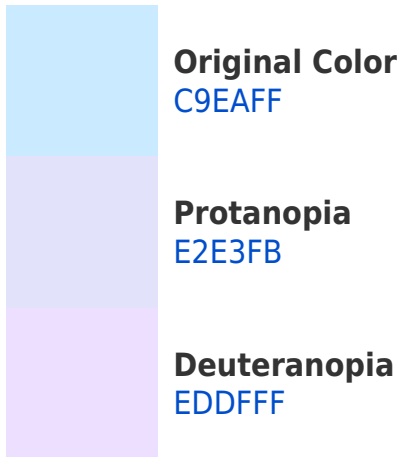 Original Color
C9EAFF
Protanopia
E2E3FB
Deuteranopia
EDDFFF